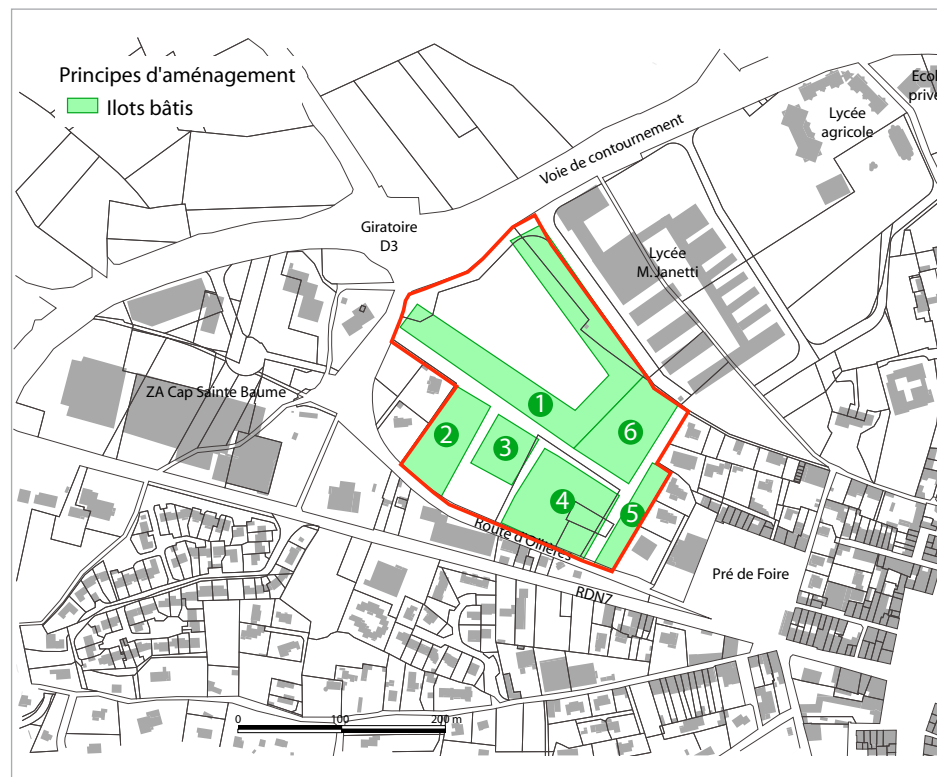 Principes d'aménagement
Ilots bâtis
Voie de contournement
Lycée
agricole
Giratoire
D3
Lycée
M. Janetti
ZA Cap Sainte Baume
1
2
3
4
5
6
Route d'Ollières
RDN7
Pré de Foire
0
100
200 m